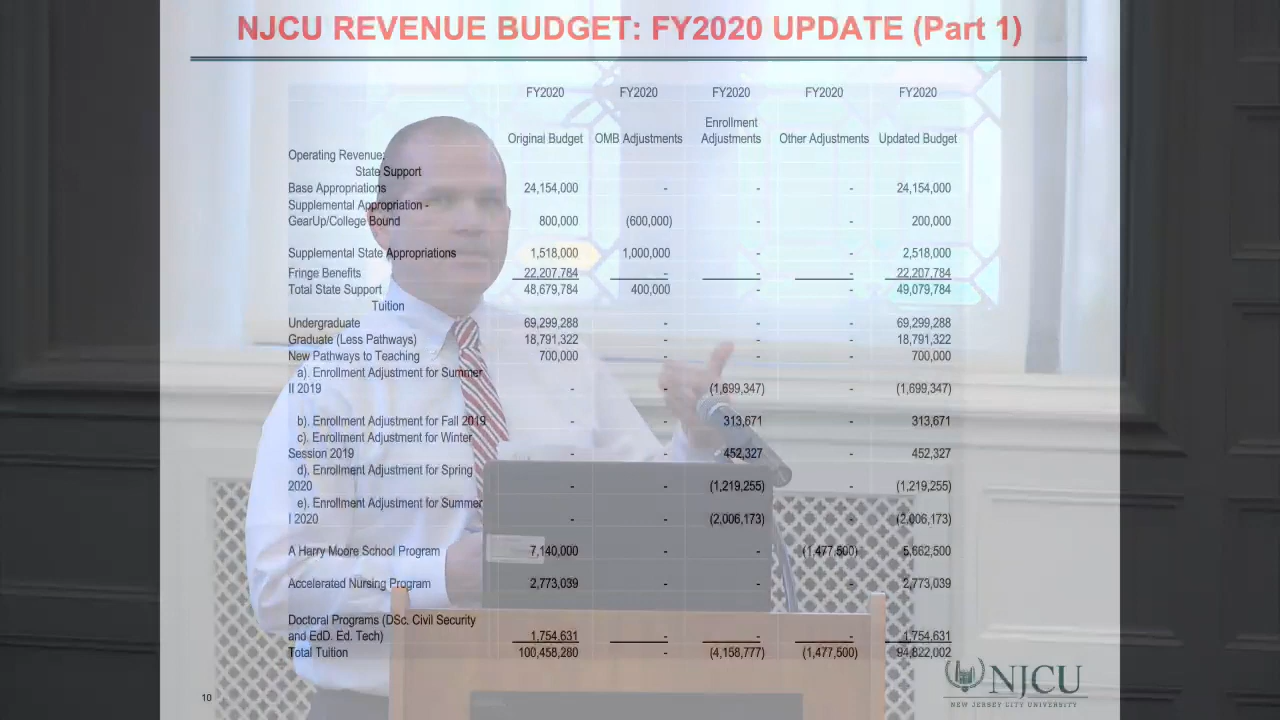 NJCU REVENUE BUDGET: FY2020 UPDATE (Part 1)
FY2020 FY2020 FY2020 FY2020 FY2020
Enrollment
Original Budget OMB Adjustments Adjustments Other Adjustments Updated Budget
Operating Revenue:
State Support
Base Appropriations 24,154,000 - - - 24,154,000
Supplemental Appropriation -
GearUp/College Bound 800,000 (600,000) - - 200,000
Supplemental State Appropriations 1,518,000 1,000,000 - - 2,518,000
Fringe Benefits 22,207,784 - - - 22,207,784
Total State Support 48,679,784 400,000 - - 49,079,784
Tuition
Undergraduate 69,299,288 - - - 69,299,288
Graduate (Less Pathways) 18,791,322 - - - 18,791,322
New Pathways to Teaching 700,000 - - - 700,000
a). Enrollment Adjustment for Summer
II 2019 - - (1,699,347) - (1,699,347)
b). Enrollment Adjustment for Fall 2019 - - 313,671 - 313,671
c). Enrollment Adjustment for Winter
Session 2019 - - 452,327 - 452,327
d). Enrollment Adjustment for Spring
2020 - - (1,219,255) - (1,219,255)
e). Enrollment Adjustment for Summer
I 2020 - - (2,006,173) - (2,006,173)
A Harry Moore School Program 7,140,000 - - (1,477,500) 5,662,500
Accelerated Nursing Program 2,773,039 - - - 2,773,039
Doctoral Programs (DSc. Civil Security
and EdD. Ed. Tech) 1,754,631 - - - 1,754,631
Total Tuition 100,458,280 - (4,158,777) (1,477,500) 94,822,002
10
NJCU
NEW JERSEY CITY UNIVERSITY